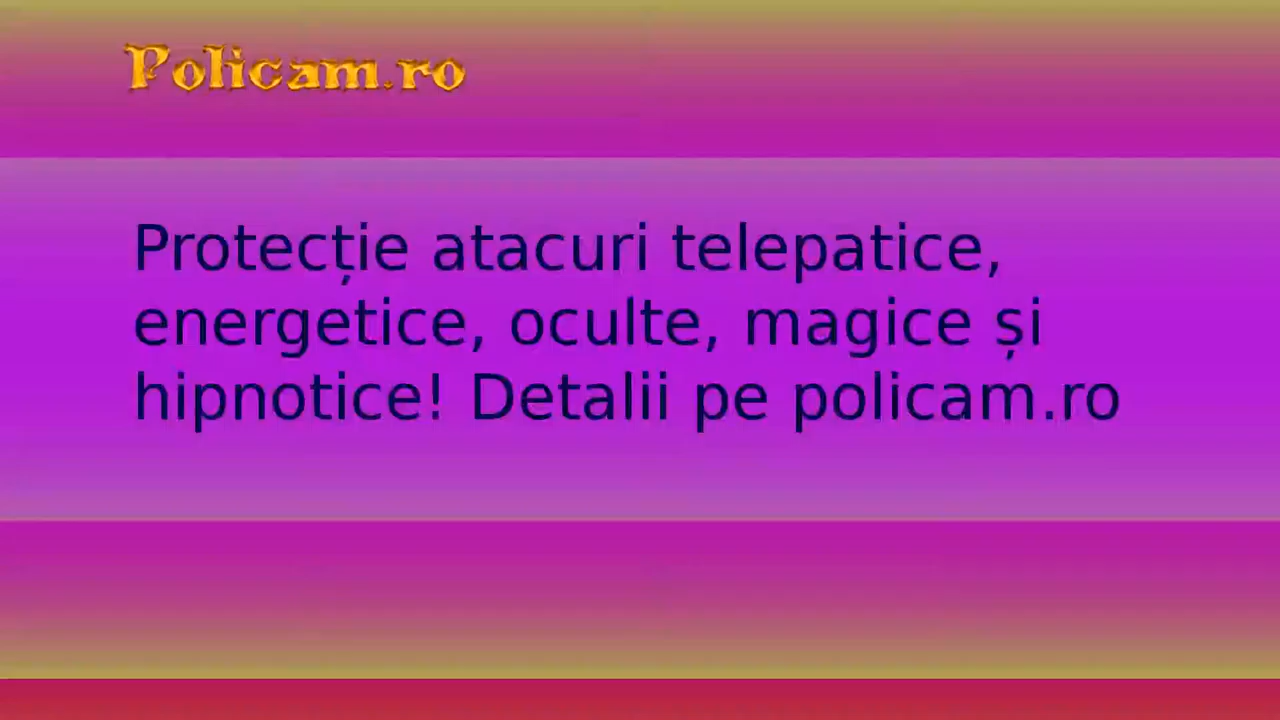 Policam.ro
Protecție atacuri telepatice,
energetice, oculte, magice și
hipnotice! Detalii pe policam.ro